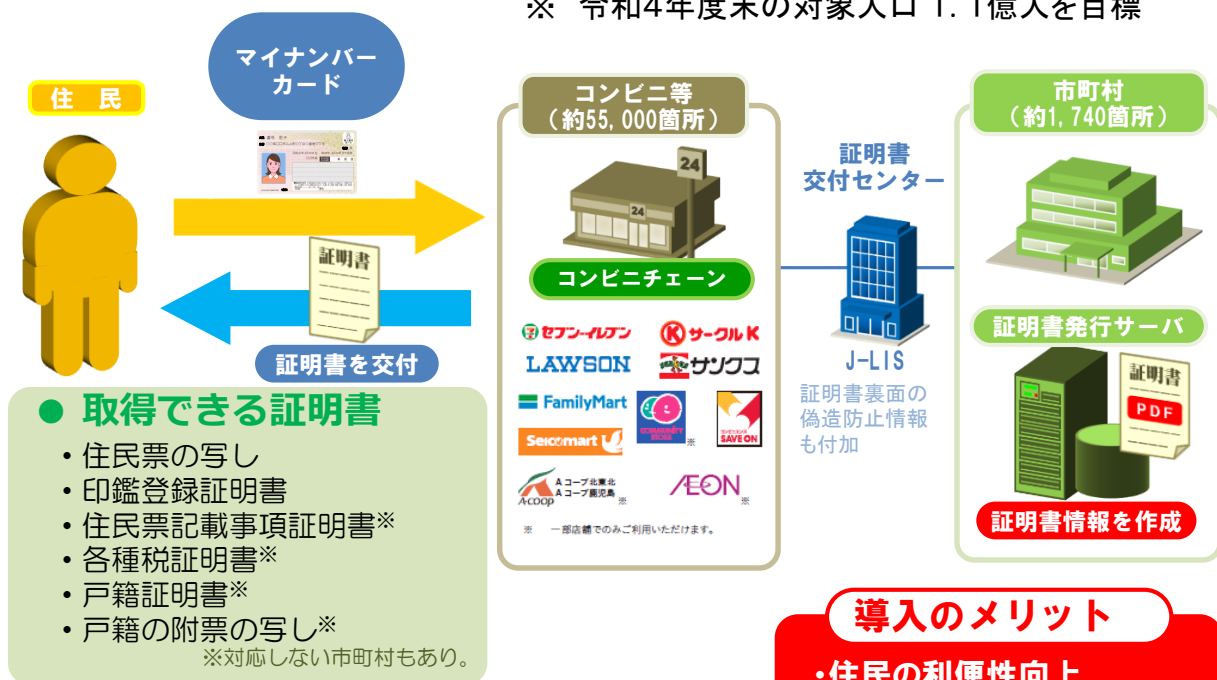 ※ 令和4年度末の対象人口 1.1億人を目標
マイナンバー
カード
住 民
証明書
証明書を交付
● 取得できる証明書
・住民票の写し
・印鑑登録証明書
・住民票記載事項証明書※
・各種税証明書※
・戸籍証明書※
・戸籍の附票の写し※
※対応しない市町村もあり。
コンビニ等
(約55,000箇所)
24
24
コンビニチェーン
セブン-イレブン
サークルK
LAWSON
サンクス
FamilyMart
COMMUNITY
STORE
※
SAVE ON
Seicomart
A-COOP
Aコープ北東北
Aコープ鹿児島
※
ÆON
※
※ 一部店舗でのみご利用いただけます。
証明書
交付センター
J-LIS
証明書裏面の
偽造防止情報
も付加
市町村
(約1,740箇所)
証明書発行サーバ
証明書
PDF
証明書情報を作成
導入のメリット
・住民の利便性向上